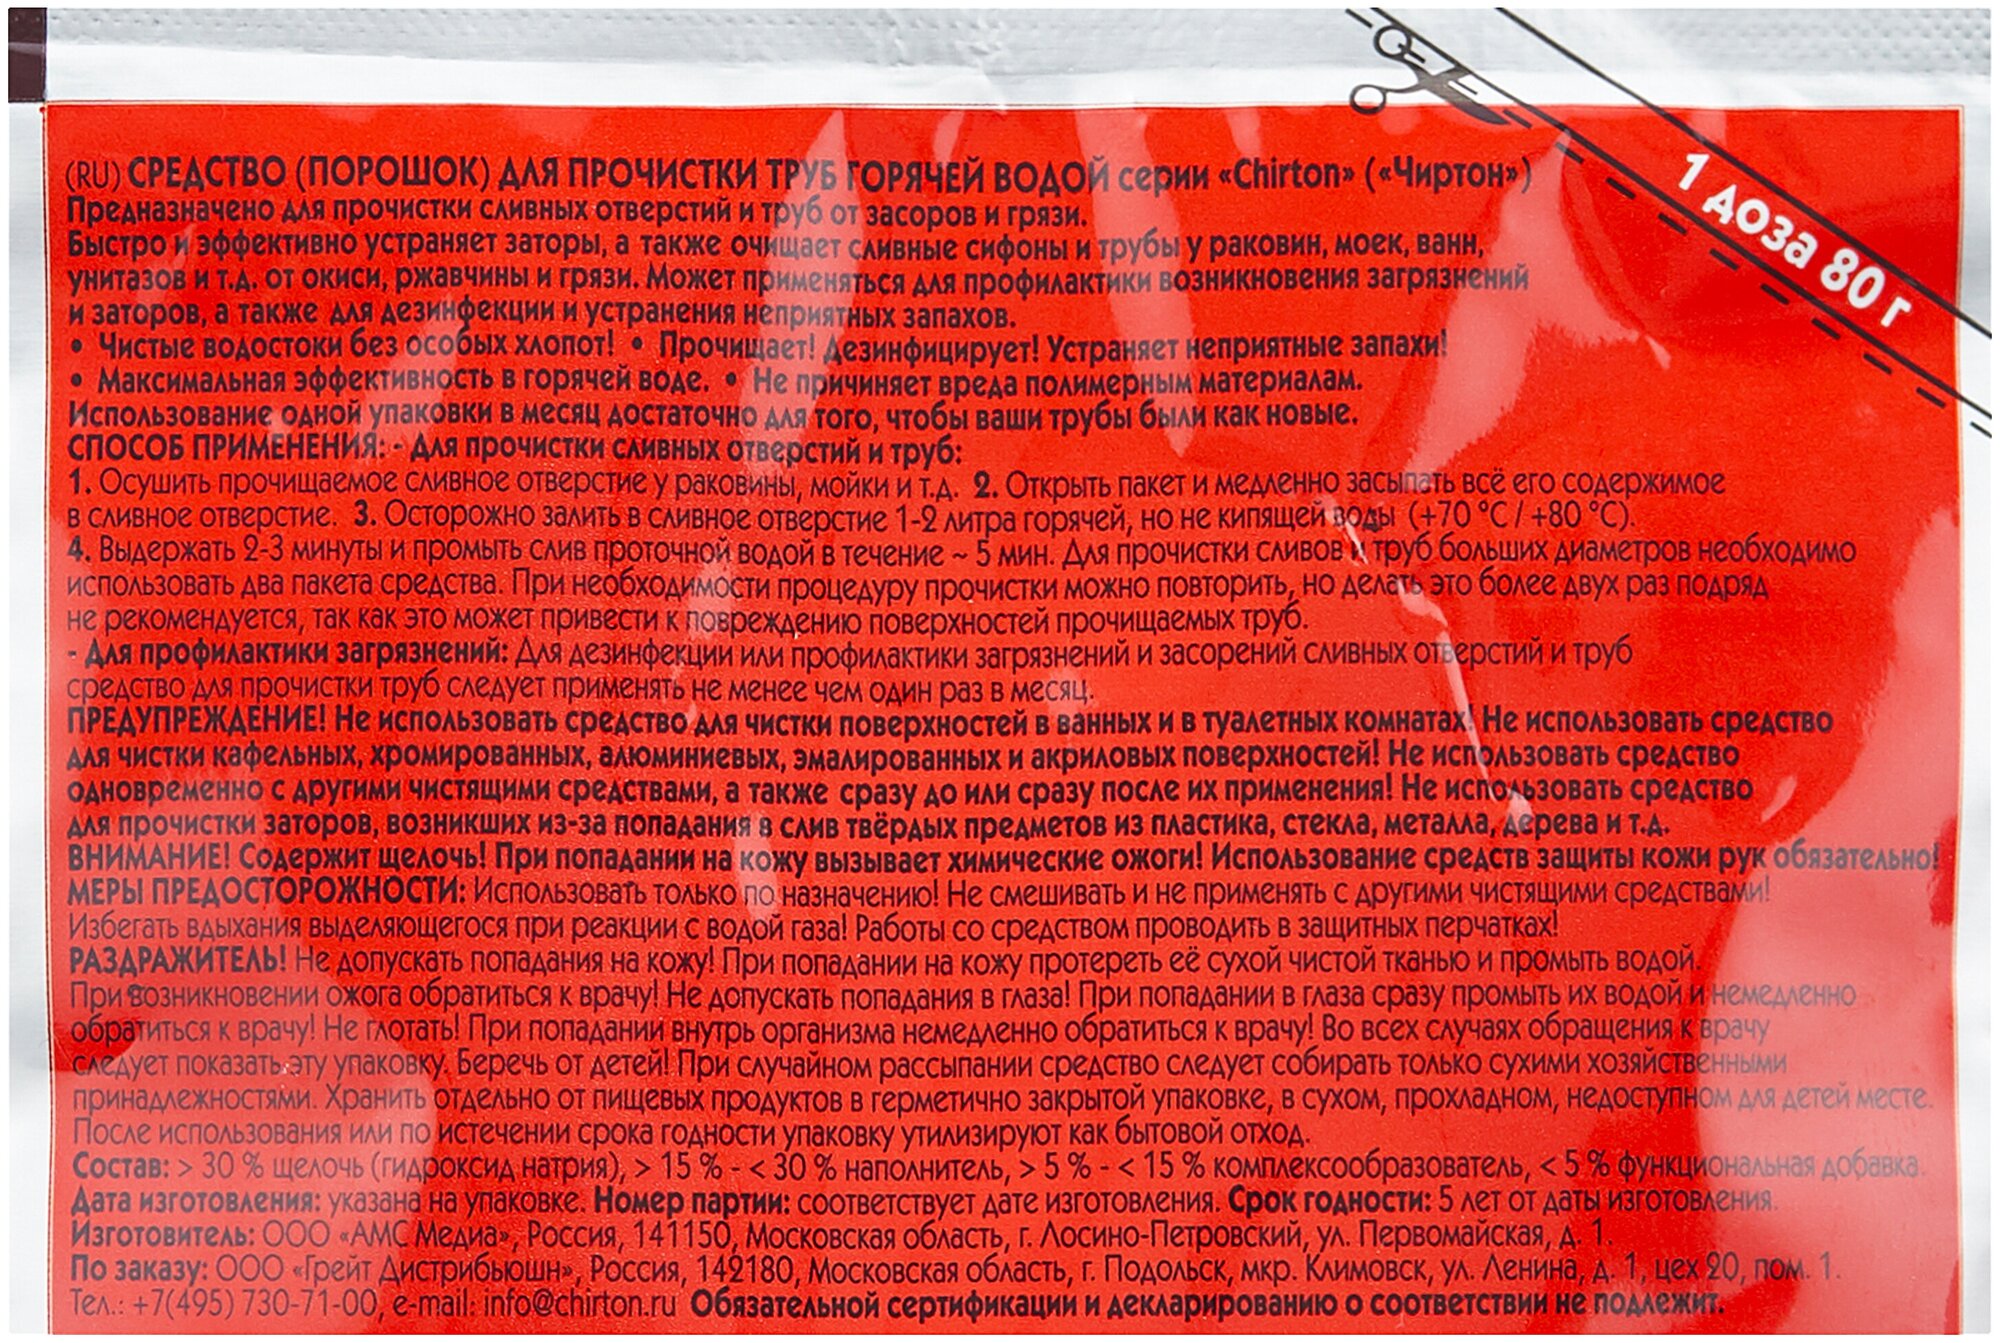 1 доза 80 г
(RU) СРЕДСТВО (ПОРОШОК) ДЛЯ ПРОЧИСТКИ ТРУБ ГОРЯЧЕЙ ВОДОЙ серии «Chirton» («Чиртон»)
Предназначено для прочистки сливных отверстий и труб от засоров и грязи.
Быстро и эффективно устраняет заторы, а также очищает сливные сифоны и трубы у раковин, моек, ванн,
унитазов и т.д. от окиси, ржавчины и грязи. Может применяться для профилактики возникновения загрязнений
и заторов, а также для дезинфекции и устранения неприятных запахов.
• Чистые водостоки без особых хлопот! • Прочищает! Дезинфицирует! Устраняет неприятные запахи!
• Максимальная эффективность в горячей воде. • Не причиняет вреда полимерным материалам.
Использование одной упаковки в месяц достаточно для того, чтобы ваши трубы были как новые.
СПОСОБ ПРИМЕНЕНИЯ: - Для прочистки сливных отверстий и труб:
1. Осушить прочищаемое сливное отверстие у раковины, мойки и т.д. 2. Открыть пакет и медленно засыпать всё его содержимое
в сливное отверстие. 3. Осторожно залить в сливное отверстие 1-2 литра горячей, но не кипящей воды (+70 °C / +80 °C).
4. Выдержать 2-3 минуты и промыть слив проточной водой в течение ~ 5 мин. Для прочистки сливов и труб больших диаметров необходимо
использовать два пакета средства. При необходимости процедуру прочистки можно повторить, но делать это более двух раз подряд
не рекомендуется, так как это может привести к повреждению поверхностей прочищаемых труб.
- Для профилактики загрязнений: Для дезинфекции или профилактики загрязнений и засорений сливных отверстий и труб
средство для прочистки труб следует применять не менее чем один раз в месяц.
ПРЕДУПРЕЖДЕНИЕ! Не использовать средство для чистки поверхностей в ванных и в туалетных комнатах! Не использовать средство
для чистки кафельных, хромированных, алюминиевых, эмалированных и акриловых поверхностей! Не использовать средство
одновременно с другими чистящими средствами, а также сразу до или сразу после их применения! Не использовать средство
для прочистки заторов, возникших из-за попадания в слив твёрдых предметов из пластика, стекла, металла, дерева и т.д.
ВНИМАНИЕ! Содержит щелочь! При попадании на кожу вызывает химические ожоги! Использование средств защиты кожи рук обязательно!
МЕРЫ ПРЕДОСТОРОЖНОСТИ: Использовать только по назначению! Не смешивать и не применять с другими чистящими средствами!
Избегать вдыхания выделяющегося при реакции с водой газа! Работы со средством проводить в защитных перчатках!
РАЗДРАЖИТЕЛЬ! Не допускать попадания на кожу! При попадании на кожу протереть её сухой чистой тканью и промыть водой.
При возникновении ожога обратиться к врачу! Не допускать попадания в глаза! При попадании в глаза сразу промыть их водой и немедленно
обратиться к врачу! Не глотать! При попадании внутрь организма немедленно обратиться к врачу! Во всех случаях обращения к врачу
следует показать эту упаковку. Беречь от детей! При случайном рассыпании средство следует собирать только сухими хозяйственными
принадлежностями. Хранить отдельно от пищевых продуктов в герметично закрытой упаковке, в сухом, прохладном, недоступном для детей месте.
После использования или по истечении срока годности упаковку утилизируют как бытовой отход.
Состав: > 30 % щелочь (гидроксид натрия), > 15 % - < 30 % наполнитель, > 5 % - < 15 % комплексообразователь, < 5 % функциональная добавка.
Дата изготовления: указана на упаковке. Номер партии: соответствует дате изготовления. Срок годности: 5 лет от даты изготовления.
Изготовитель: ООО «АМС Медиа», Россия, 141150, Московская область, г. Лосино-Петровский, ул. Первомайская, д. 1.
По заказу: ООО «Грейт Дистрибьюшн», Россия, 142180, Московская область, г. Подольск, мкр. Климовск, ул. Ленина, д. 1, цех 20, пом. 1.
Тел.: +7(495) 730-71-00, e-mail: info@chirton.ru Обязательной сертификации и декларированию о соответствии не подлежит.